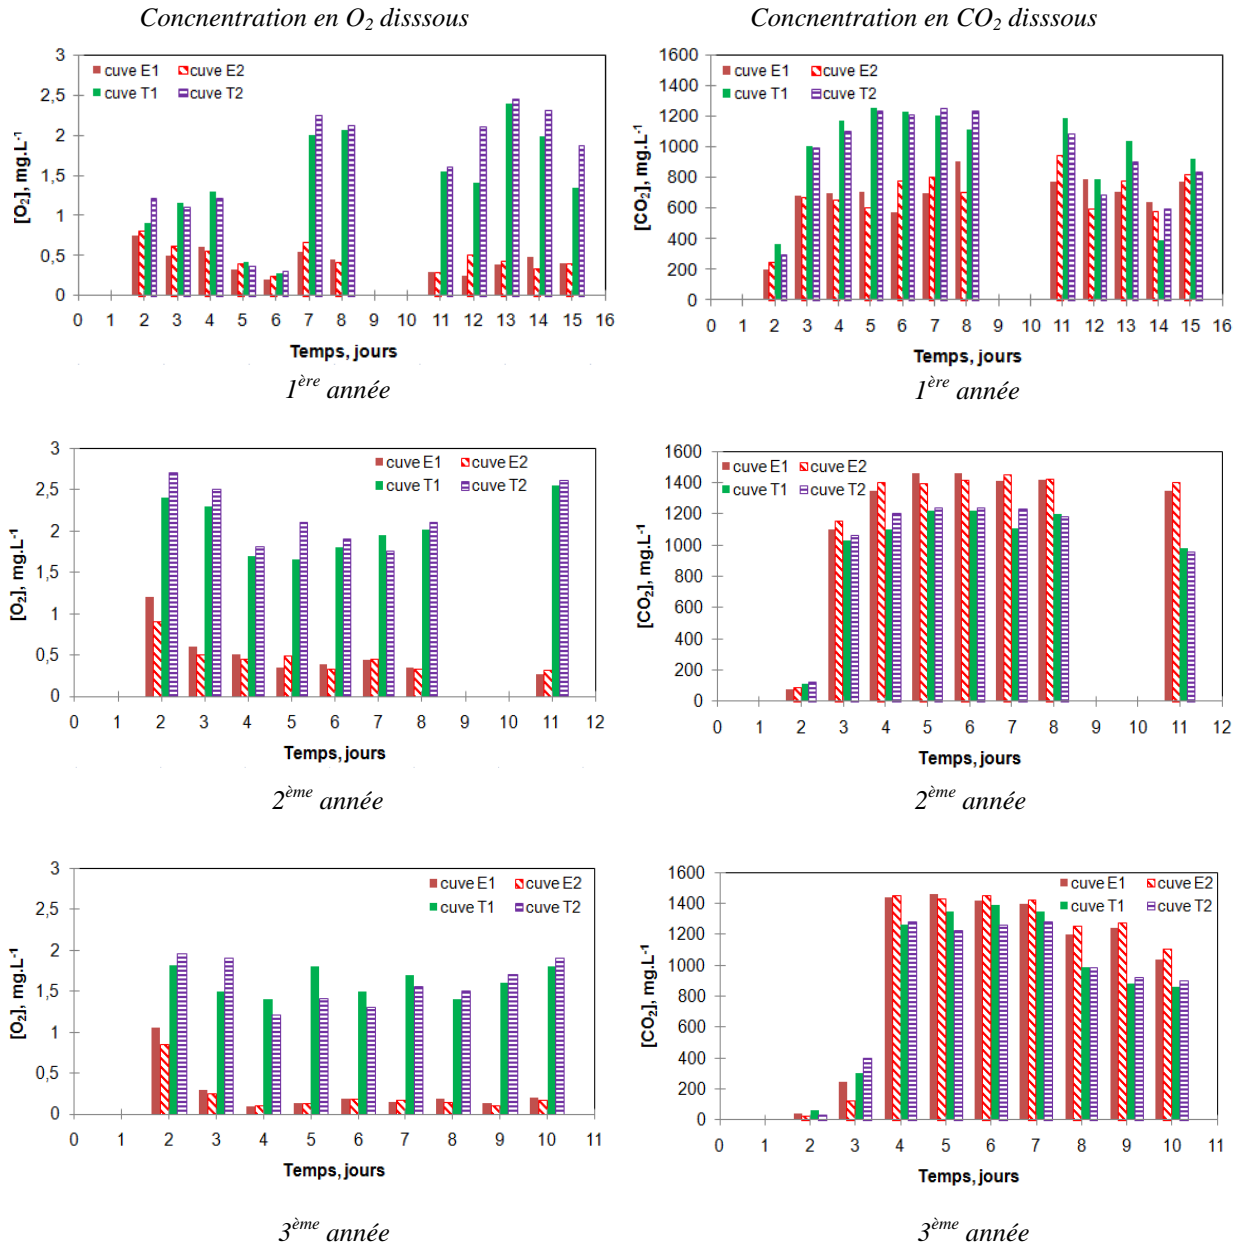 Concnentration en O2 disssous
Concnentration en CO2 disssous
3
2,5
2
1,5
1
0,5
0
[O2], mg.L-1
cuve E1 cuve E2
cuve T1 cuve T2
0 1 2 3 4 5 6 7 8 9 10 11 12 13 14 15 16
Temps, jours
1ère année
1600
1400
1200
1000
800
600
400
200
0
[CO2], mg.L-1
cuve E1 cuve E2
cuve T1 cuve T2
0 1 2 3 4 5 6 7 8 9 10 11 12 13 14 15 16
Temps, jours
1ère année
3
2,5
2
1,5
1
0,5
0
[O2], mg.L-1
cuve E1 cuve E2
cuve T1 cuve T2
0 1 2 3 4 5 6 7 8 9 10 11 12
Temps, jours
2ème année
1600
1400
1200
1000
800
600
400
200
0
[CO2], mg.L-1
cuve E1 cuve E2
cuve T1 cuve T2
0 1 2 3 4 5 6 7 8 9 10 11 12
Temps, jours
2ème année
3
2,5
2
1,5
1
0,5
0
[O2], mg.L-1
cuve E1 cuve E2
cuve T1 cuve T2
0 1 2 3 4 5 6 7 8 9 10 11
Temps, jours
3ème année
1600
1400
1200
1000
800
600
400
200
0
[CO2], mg.L-1
cuve E1 cuve E2
cuve T1 cuve T2
0 1 2 3 4 5 6 7 8 9 10 11
Temps, jours
3ème année